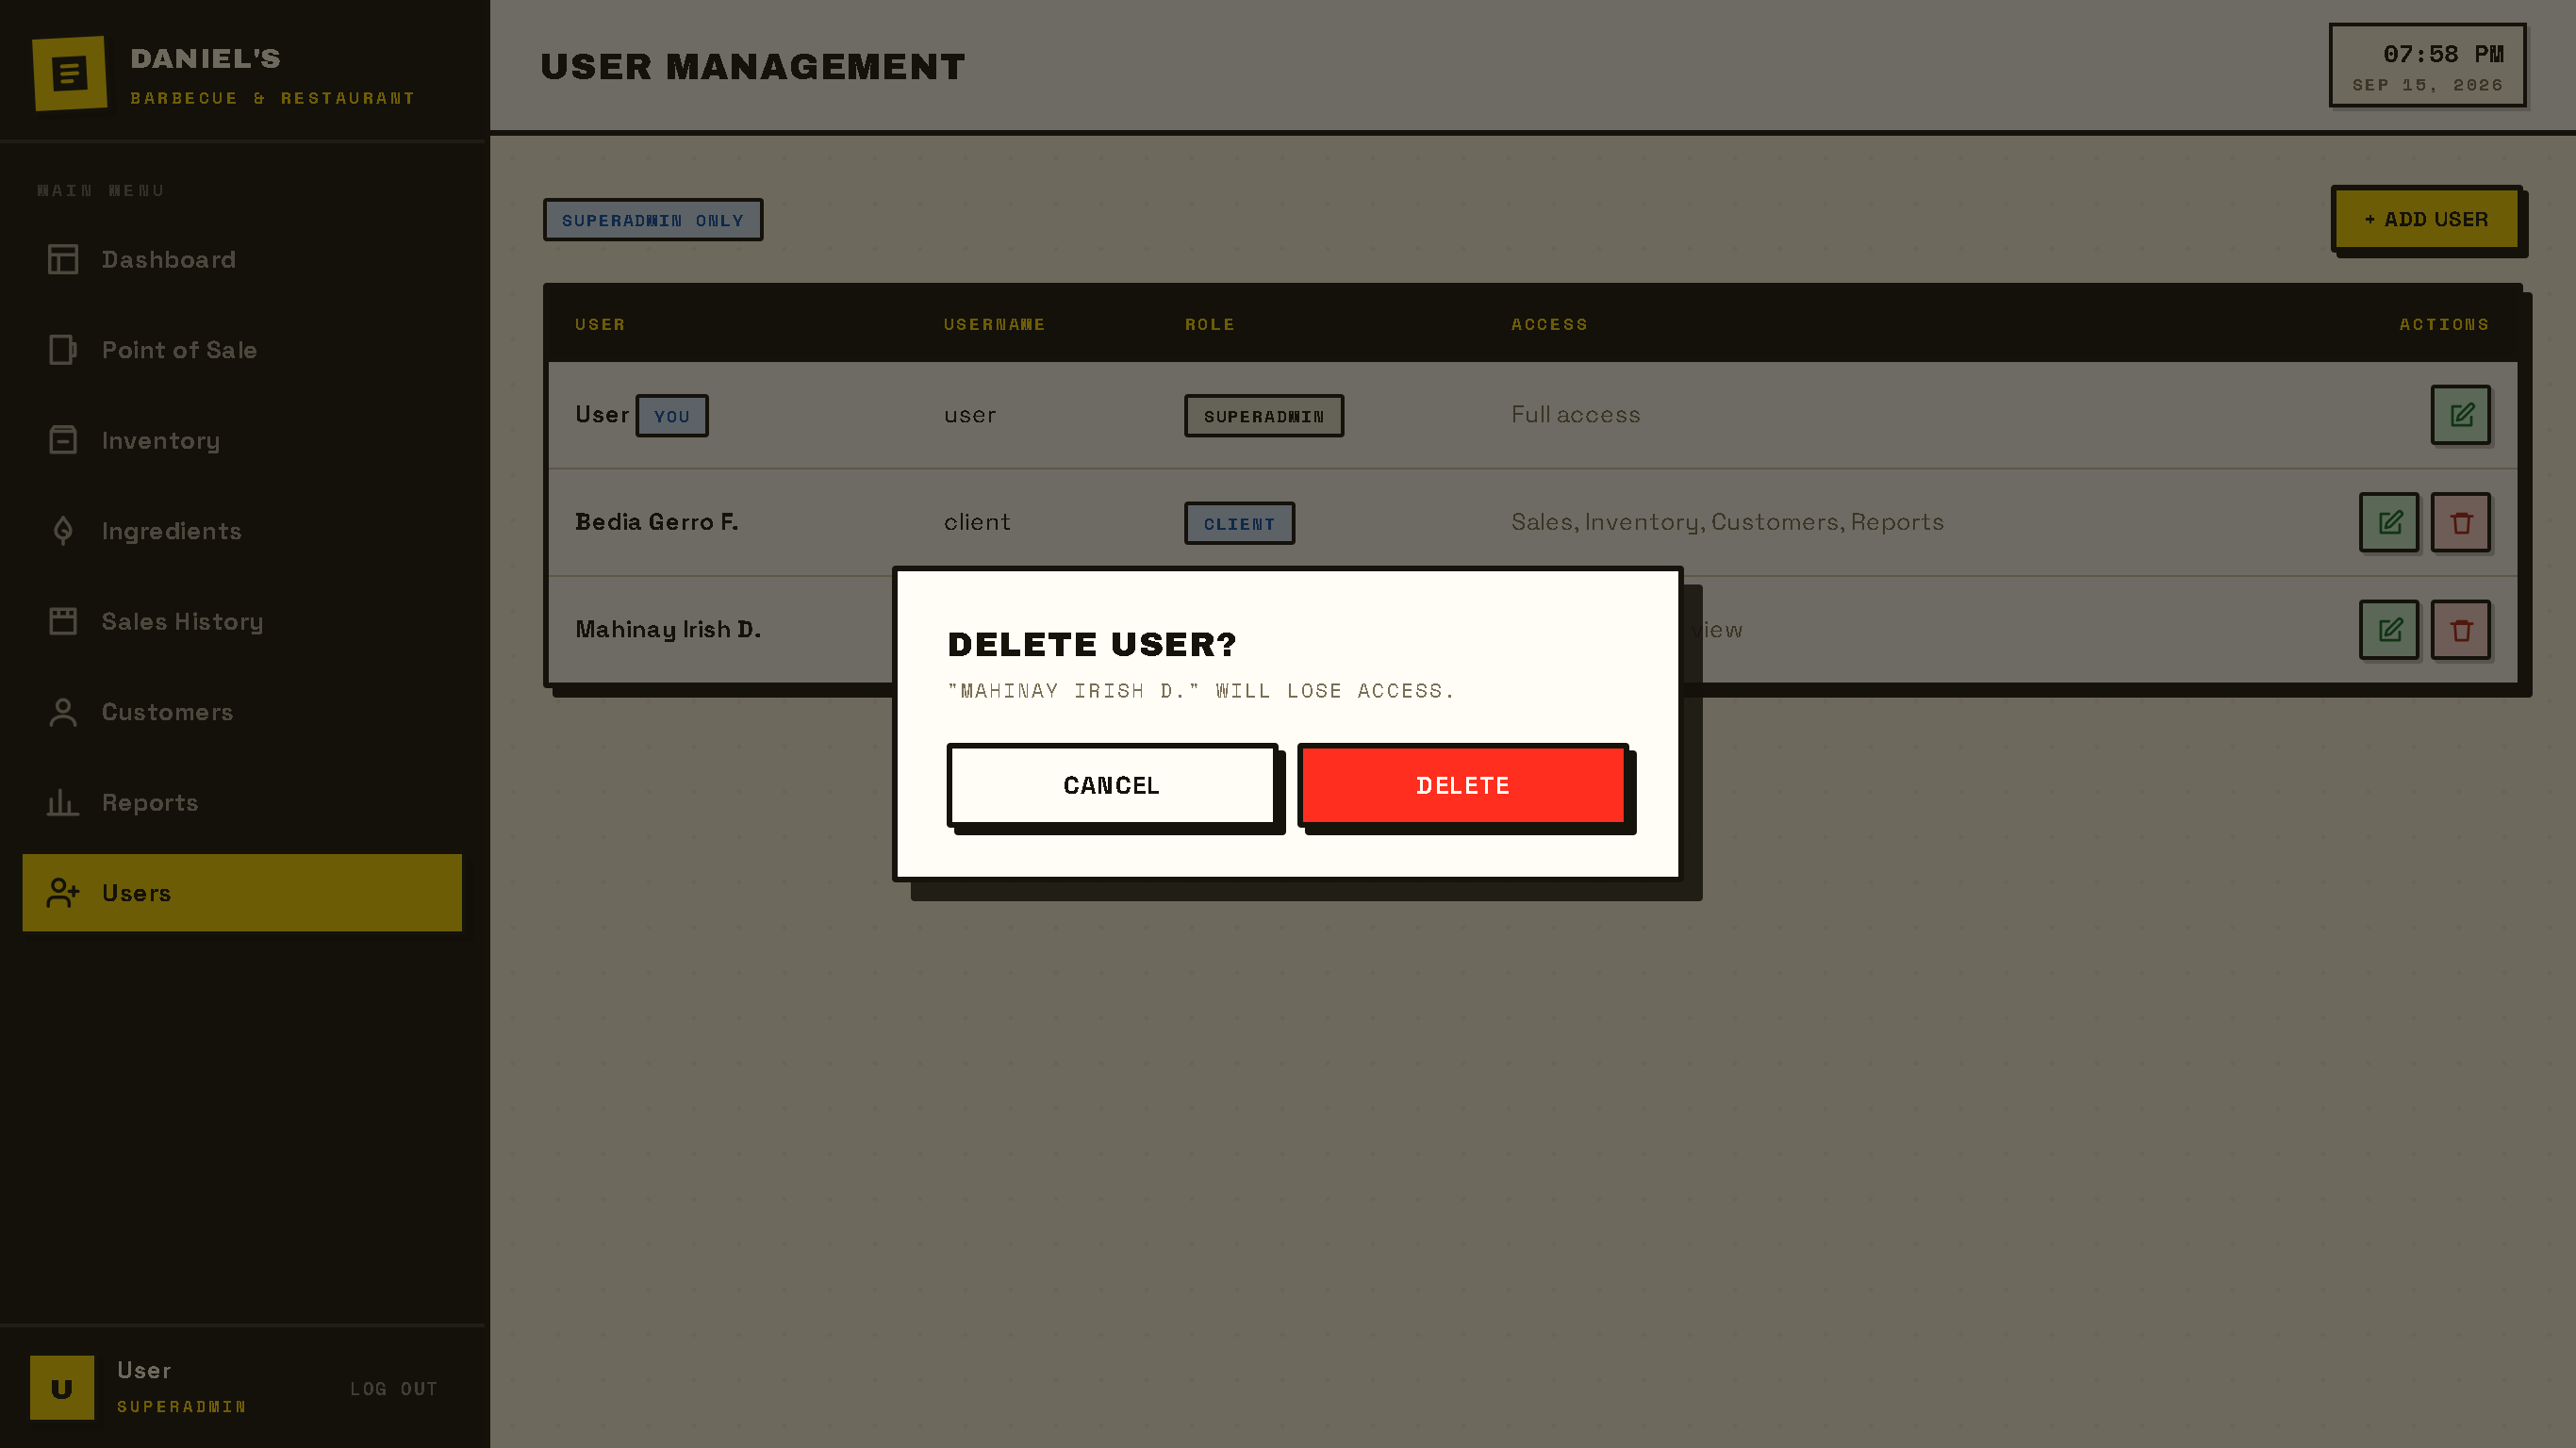 DANIEL'S
BARBECUE & RESTAURANT
MAIN MENU
Dashboard
Point of Sale
Inventory
Ingredients
Sales History
Customers
Reports
Users
U
User
SUPERADMIN
LOG OUT
USER MANAGEMENT
07:58 PM
SEP 15, 2026
SUPERADMIN ONLY
+ ADD USER
USER USERNAME ROLE ACCESS ACTIONS
User YOU user SUPERADMIN Full access
Bedia Gerro F. client CLIENT Sales, Inventory, Customers, Reports
Mahinay Irish D. view
DELETE USER?
"MAHINAY IRISH D." WILL LOSE ACCESS.
CANCEL DELETE